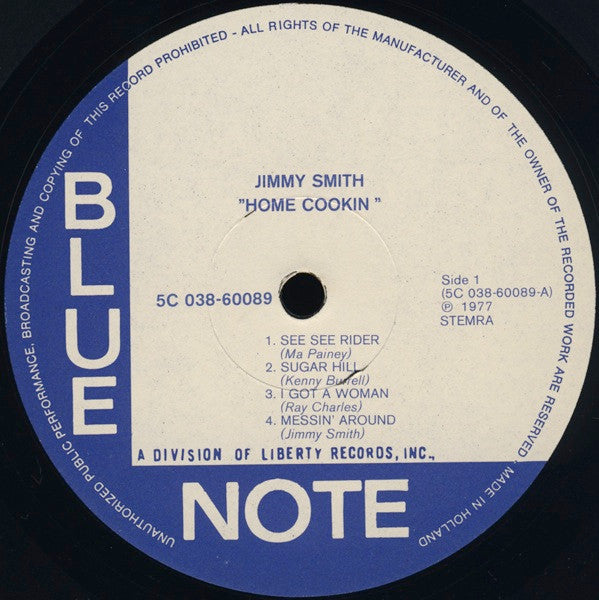 UNAUTHORIZED PUBLIC PERFORMANCE, BROADCASTING AND COPYING OF THIS RECORD PROHIBITED - ALL RIGHTS OF THE MANUFACTURER AND OF THE OWNER OF THE RECORDED WORK ARE RESERVED, MADE IN HOLLAND
BLUE
JIMMY SMITH
"HOME COOKIN"
5C 038-60089
Side 1
(5C 038-60089-A)
℗ 1977
STEMRA
1. SEE SEE RIDER
(Ma Painey)
2. SUGAR HILL
(Kenny Burrell)
3. I GOT A WOMAN
(Ray Charles)
4. MESSIN' AROUND
(Jimmy Smith)
A DIVISION OF LIBERTY RECORDS, INC.,
NOTE